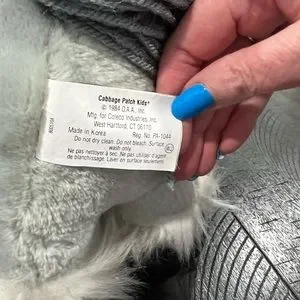 Cabbage Patch Kids®
© 1984 O.A.A., Inc.
Mfg. for Coleco Industries, Inc.
West Hartford, CT 06110
Made in Korea Reg. No. PA-1044
Do not dry clean. Do not bleach. Surface
wash only.
Ne pas nettoyer à sec. Ne pas utiliser d'agent
de blanchissage. Laver en surface seulement.